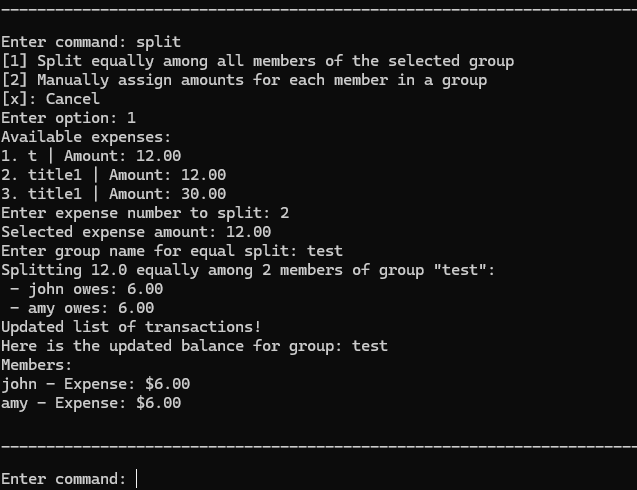 Enter command: split
[1] Split equally among all members of the selected group
[2] Manually assign amounts for each member in a group
[x]: Cancel
Enter option: 1
Available expenses:
1. t | Amount: 12.00
2. title1 | Amount: 12.00
3. title1 | Amount: 30.00
Enter expense number to split: 2
Selected expense amount: 12.00
Enter group name for equal split: test
Splitting 12.0 equally among 2 members of group "test":
 - john owes: 6.00
 - amy owes: 6.00
Updated list of transactions!
Here is the updated balance for group: test
Members:
john - Expense: $6.00
amy - Expense: $6.00
Enter command: